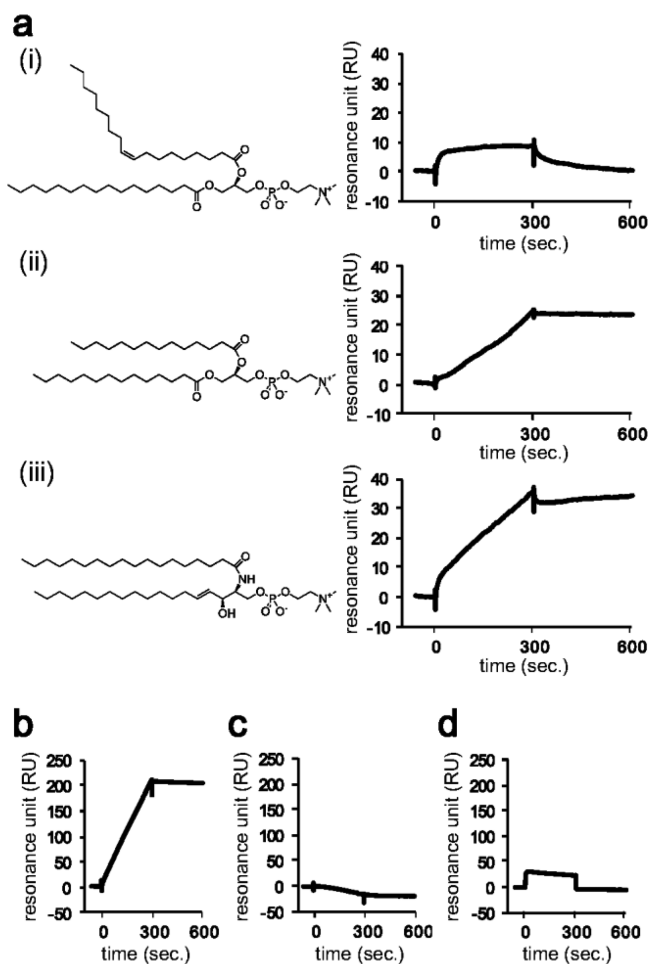 a
(i)
O
O
O
O
O
P
O
O-
O
N+
resonance unit (RU)
40
30
20
10
0
-10
0 300 600
time (sec.)
(ii)
O
O
O
O
O
P
O
O-
O
N+
resonance unit (RU)
40
30
20
10
0
-10
0 300 600
time (sec.)
(iii)
O
NH
OH
O
P
O
O-
O
N+
resonance unit (RU)
40
30
20
10
0
-10
0 300 600
time (sec.)
b
resonance unit (RU)
250
200
150
100
50
0
-50
0 300 600
time (sec.)
c
resonance unit (RU)
250
200
150
100
50
0
-50
0 300 600
time (sec.)
d
resonance unit (RU)
250
200
150
100
50
0
-50
0 300 600
time (sec.)